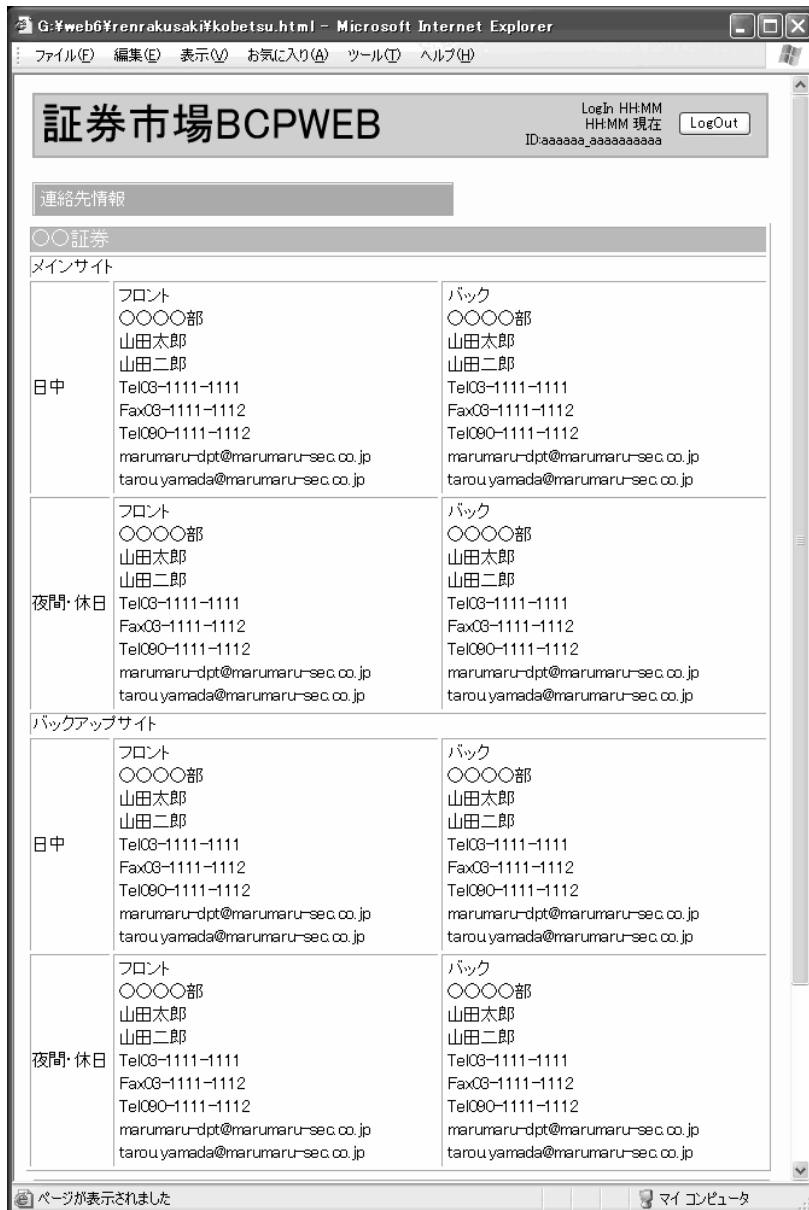 G:¥web6¥renrakusaki¥kobetsu.html - Microsoft Internet Explorer
ファイル(F) 編集(E) 表示(V) お気に入り(A) ツール(T) ヘルプ(H)
証券市場BCPWEB
LogIn HH:MM
HH:MM 現在
ID:aaaaaa_aaaaaaaaaa
LogOut
連絡先情報
○○証券
メインサイト
日中
フロント
○○○○部
山田太郎
山田二郎
Tel03-1111-1111
Fax03-1111-1112
Tel090-1111-1112
marumaru-dpt@marumaru-sec.co.jp
tarou.yamada@marumaru-sec.co.jp
バック
○○○○部
山田太郎
山田二郎
Tel03-1111-1111
Fax03-1111-1112
Tel090-1111-1112
marumaru-dpt@marumaru-sec.co.jp
tarou.yamada@marumaru-sec.co.jp
夜間・休日
フロント
○○○○部
山田太郎
山田二郎
Tel03-1111-1111
Fax03-1111-1112
Tel090-1111-1112
marumaru-dpt@marumaru-sec.co.jp
tarou.yamada@marumaru-sec.co.jp
バック
○○○○部
山田太郎
山田二郎
Tel03-1111-1111
Fax03-1111-1112
Tel090-1111-1112
marumaru-dpt@marumaru-sec.co.jp
tarou.yamada@marumaru-sec.co.jp
バックアップサイト
日中
フロント
○○○○部
山田太郎
山田二郎
Tel03-1111-1111
Fax03-1111-1112
Tel090-1111-1112
marumaru-dpt@marumaru-sec.co.jp
tarou.yamada@marumaru-sec.co.jp
バック
○○○○部
山田太郎
山田二郎
Tel03-1111-1111
Fax03-1111-1112
Tel090-1111-1112
marumaru-dpt@marumaru-sec.co.jp
tarou.yamada@marumaru-sec.co.jp
夜間・休日
フロント
○○○○部
山田太郎
山田二郎
Tel03-1111-1111
Fax03-1111-1112
Tel090-1111-1112
marumaru-dpt@marumaru-sec.co.jp
tarou.yamada@marumaru-sec.co.jp
バック
○○○○部
山田太郎
山田二郎
Tel03-1111-1111
Fax03-1111-1112
Tel090-1111-1112
marumaru-dpt@marumaru-sec.co.jp
tarou.yamada@marumaru-sec.co.jp
ページが表示されました
マイ コンピュータ